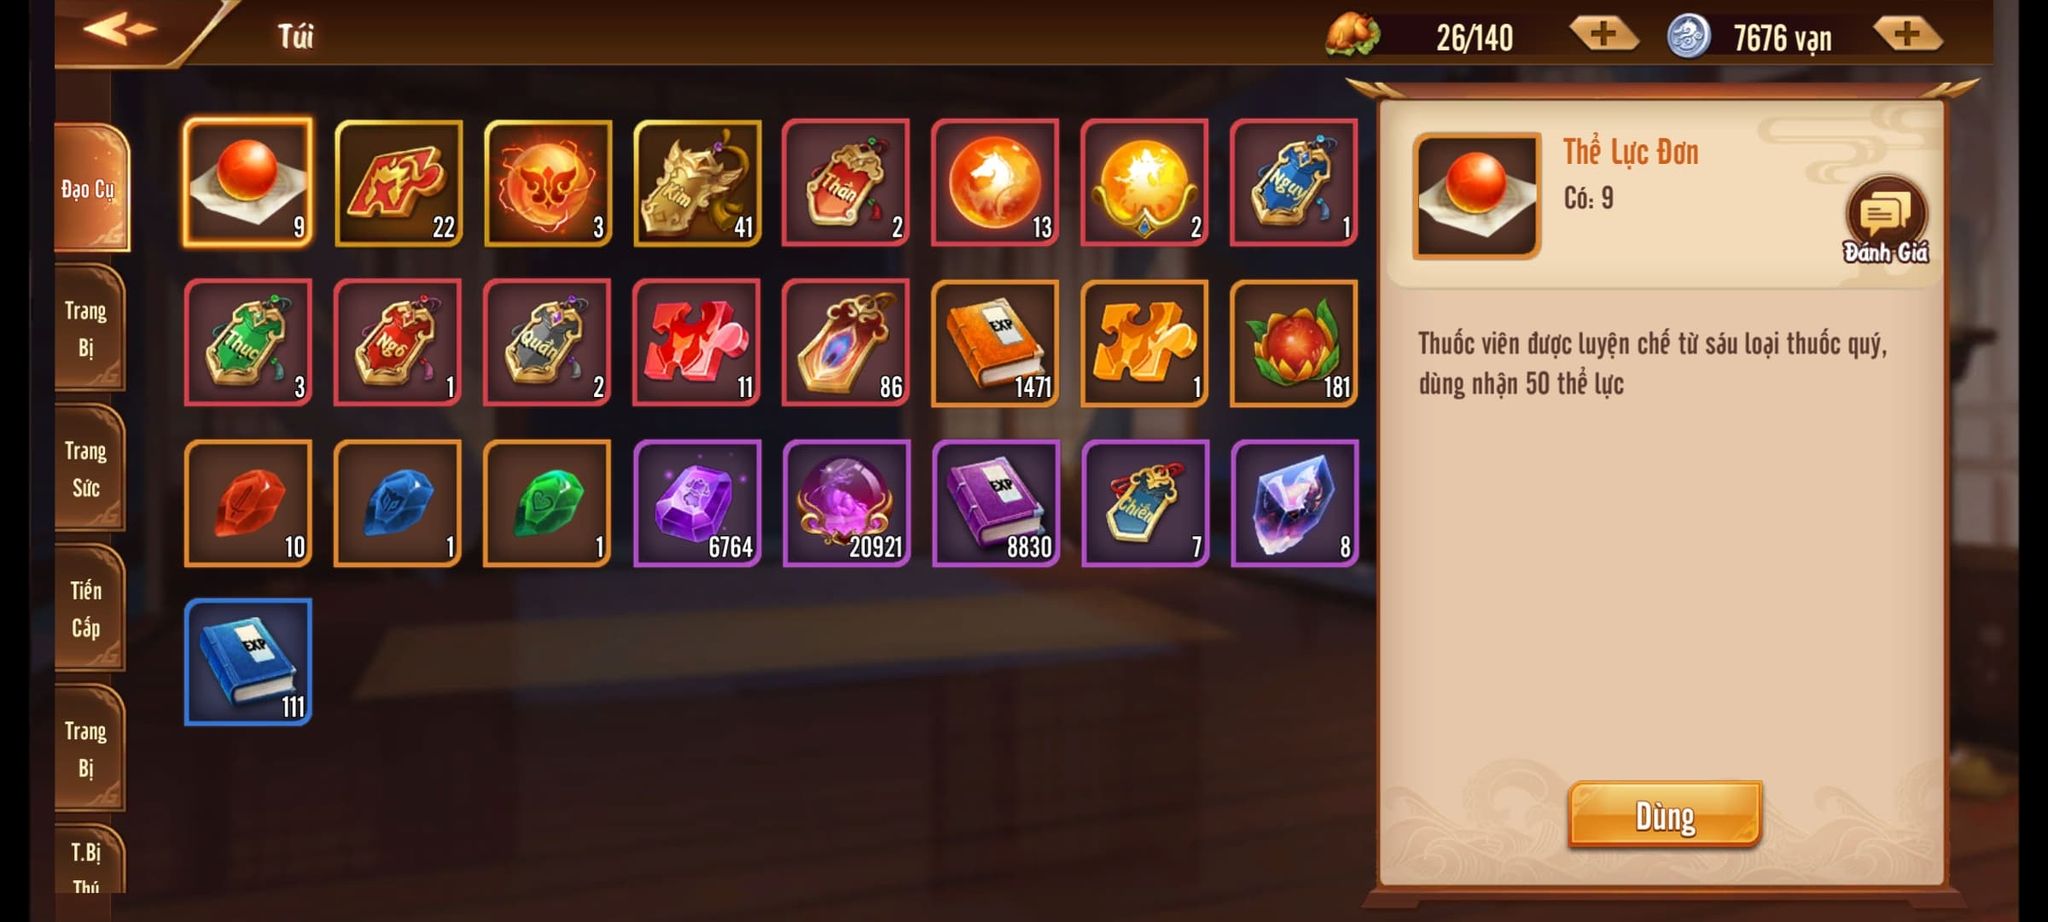 Túi
26/140
7676 vạn
Đạo Cụ
Trang
Bị
Trang
Sức
Tiến
Cấp
Trang
Bị
T.Bị
Thú
9
22
3
Kim
41
Thần
2
13
2
Ngụy
1
Thục
3
Ngô
1
Quần
2
11
86
EXP
1471
1
181
10
1
1
6764
20921
EXP
8830
Chiến
7
8
EXP
111
Thể Lực Đơn
Có: 9
Đánh Giá
Thuốc viên được luyện chế từ sáu loại thuốc quý,
dùng nhận 50 thể lực
Dùng